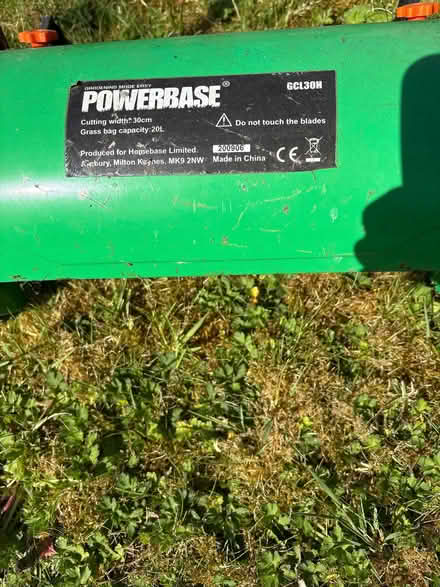 GARDENING MADE EASY
POWERBASE®
GCL30H
Cutting width: 30cm
Grass bag capacity: 20L
Do not touch the blades
Produced for Homebase Limited. 200906
Avebury, Milton Keynes, MK9 2NW Made in China CE